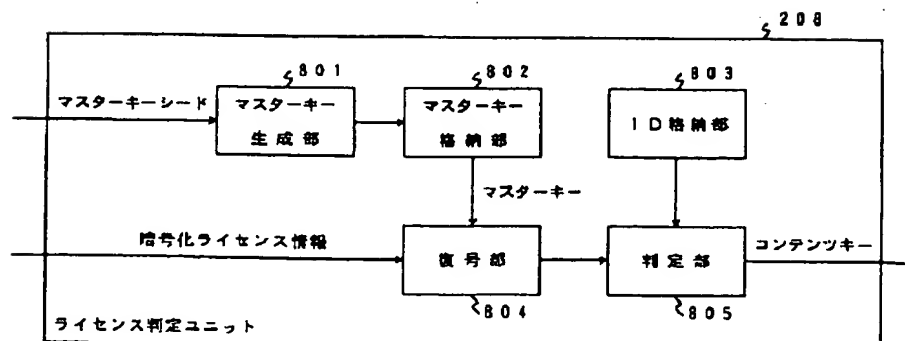 208
801
802
803
マスターキーシード
マスターキー
生成部
マスターキー
格納部
ID格納部
マスターキー
暗号化ライセンス情報
復号部
判定部
コンテンツキー
804
805
ライセンス判定ユニット